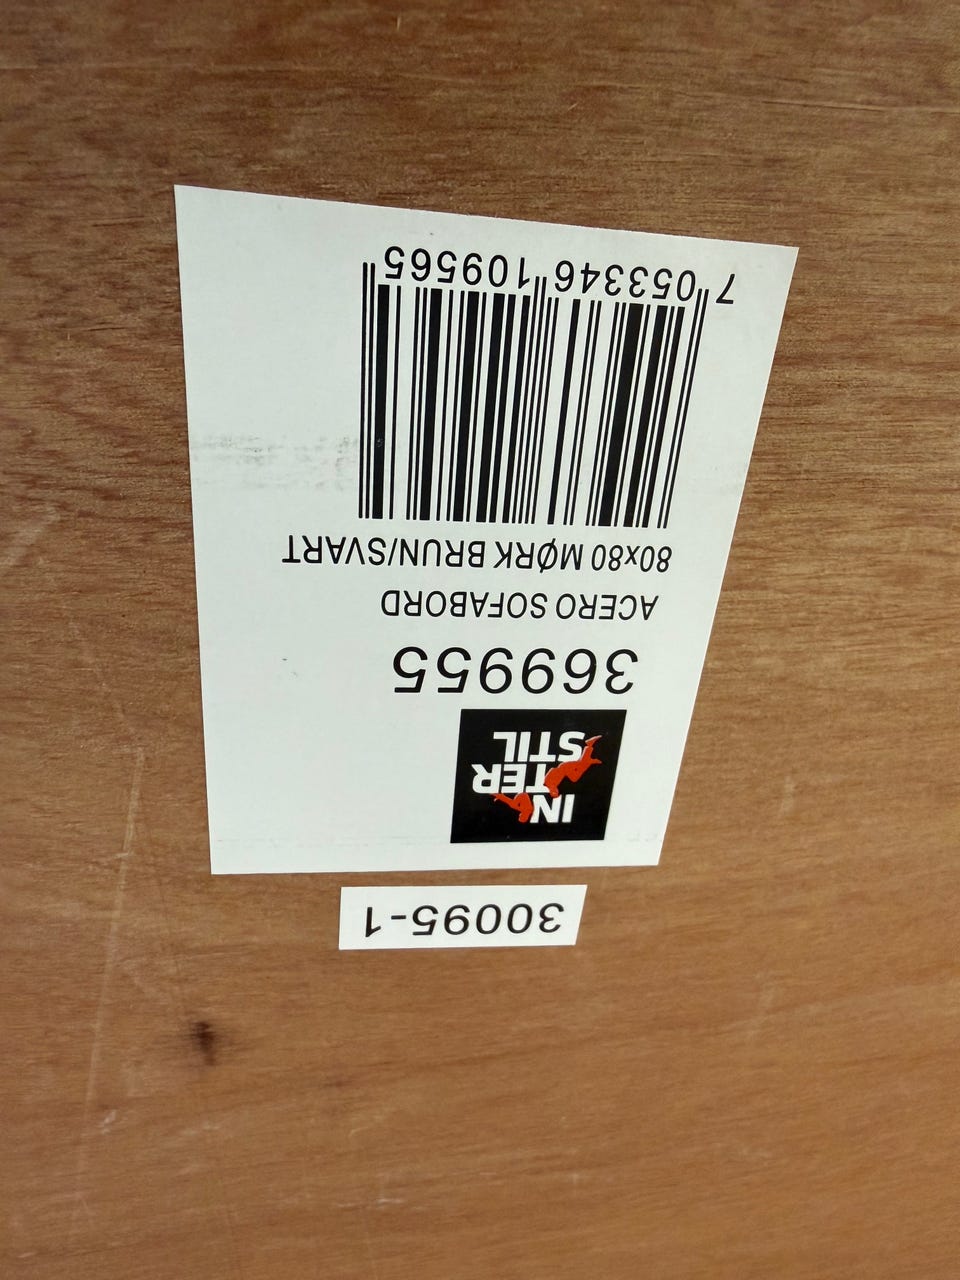 30095-1
INTER
STIL
369955
ACERO SOFABORD
80x80 MØRK BRUN/SVART
7 053346 109565